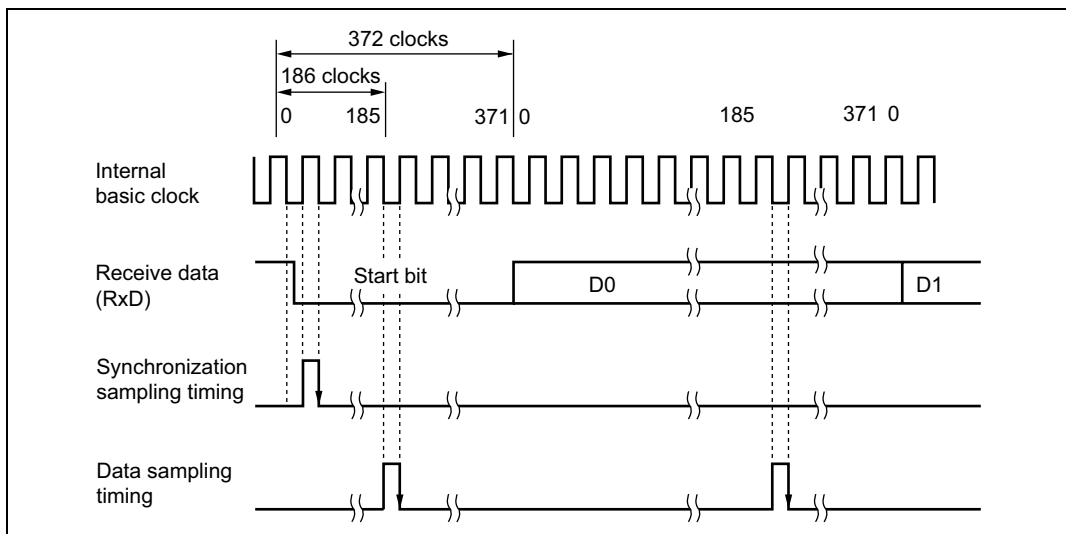 372 clocks
186 clocks
0 185 371 0 185 371 0
Internal
basic clock
Receive data
(RxD)
Start bit D0 D1
Synchronization
sampling timing
Data sampling
timing